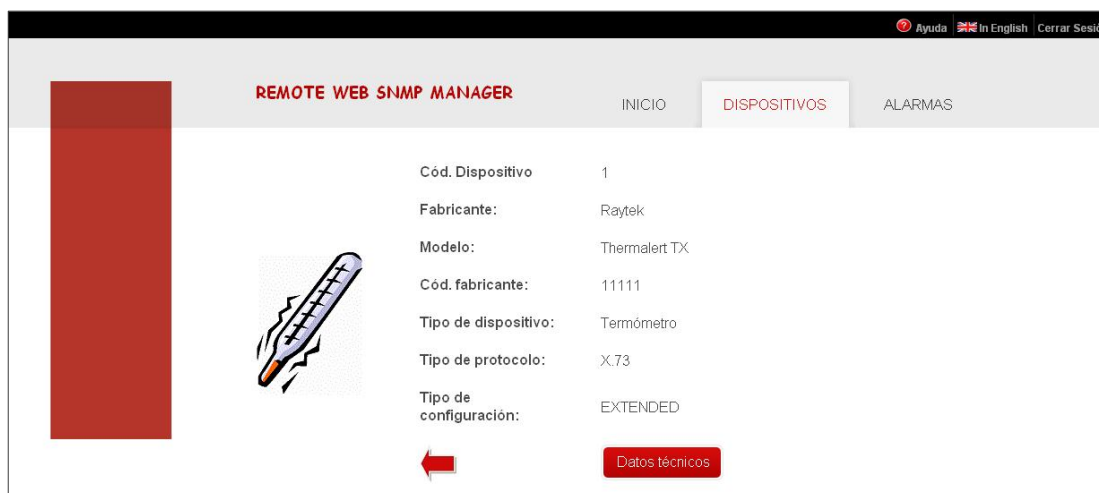 Ayuda In English Cerrar
REMOTE WEB SNMP MANAGER
INICIO DISPOSITIVOS ALARMAS
Cód. Dispositivo 1
Fabricante: Raytek
Modelo: Thermalert TX
Cód. fabricante: 11111
Tipo de dispositivo: Termómetro
Tipo de protocolo: X.73
Tipo de
configuración: EXTENDED
Datos técnicos